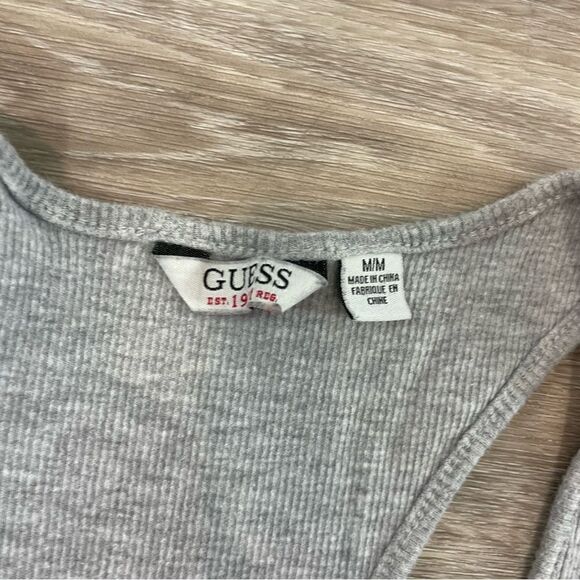 GUESS
EST. 19 REG.
M/M
MADE IN CHINA
FABRIQUE EN
CHINE